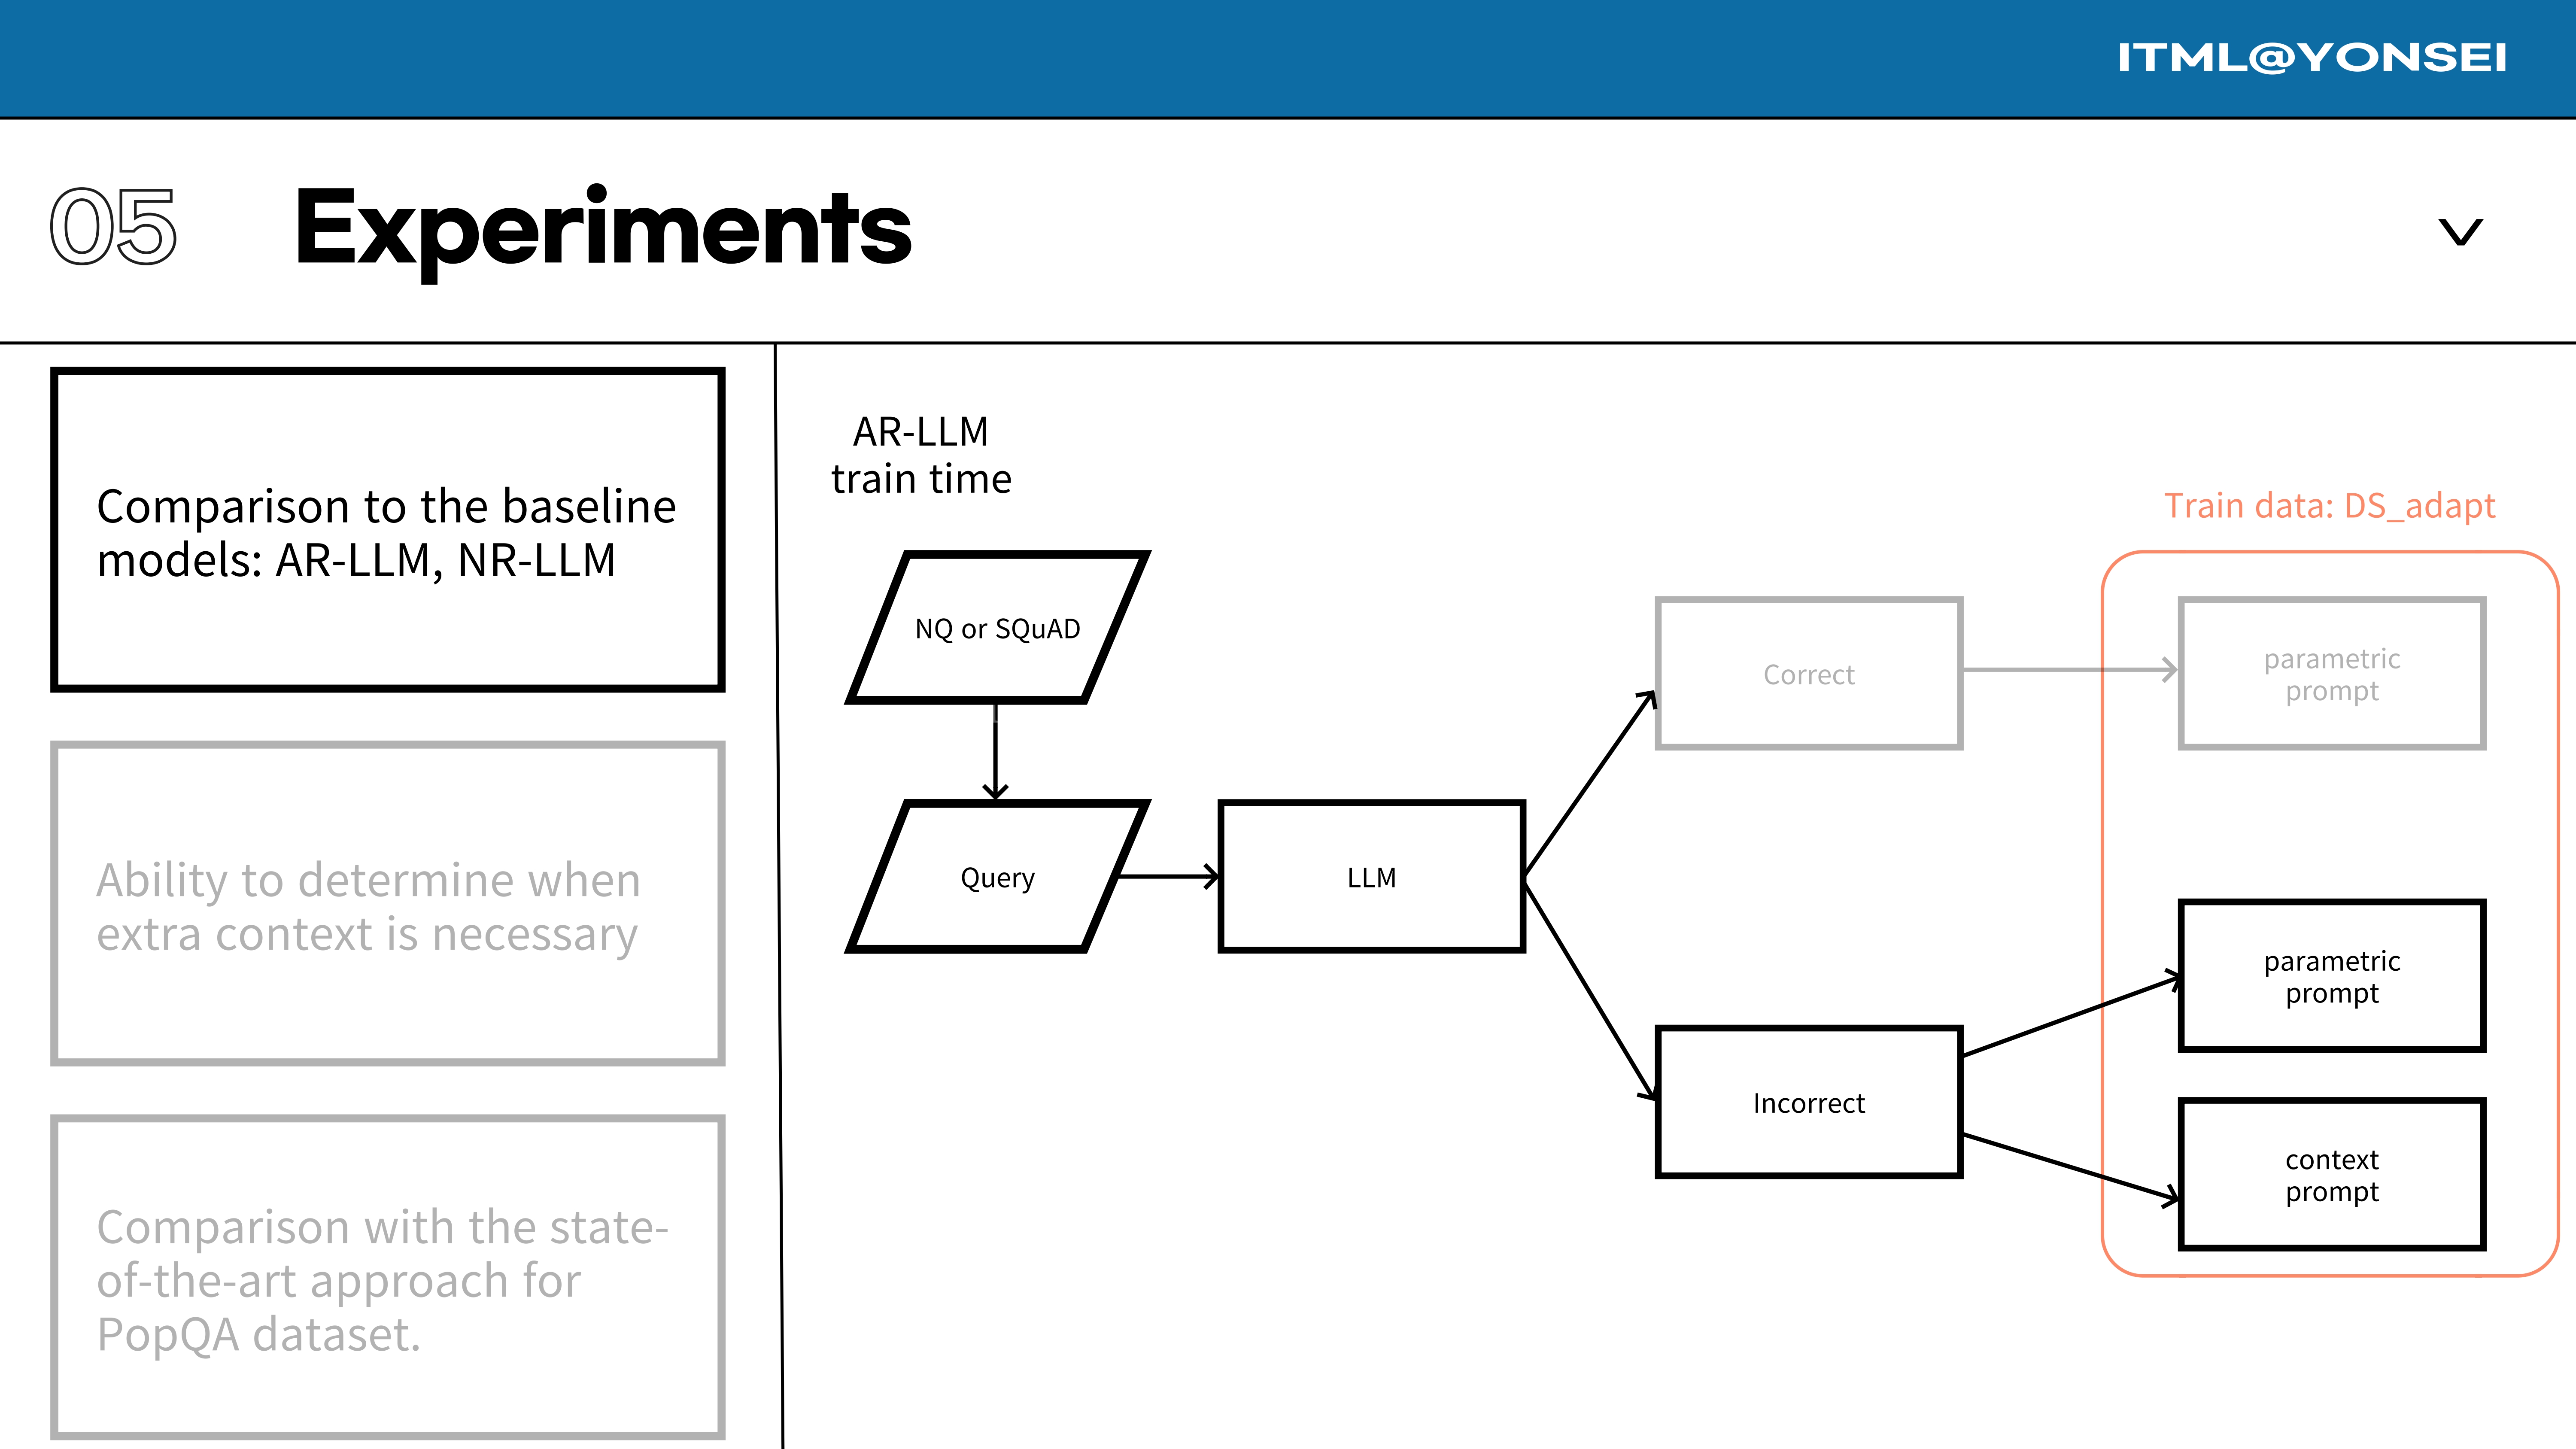 ITML@YONSEI
05
Experiments
Comparison to the baseline
models: AR-LLM, NR-LLM
Ability to determine when
extra context is necessary
Comparison with the state-
of-the-art approach for
PopQA dataset.
AR-LLM
train time
NQ or SQuAD
Query
LLM
Correct
Incorrect
Train data: DS_adapt
parametric
prompt
parametric
prompt
context
prompt